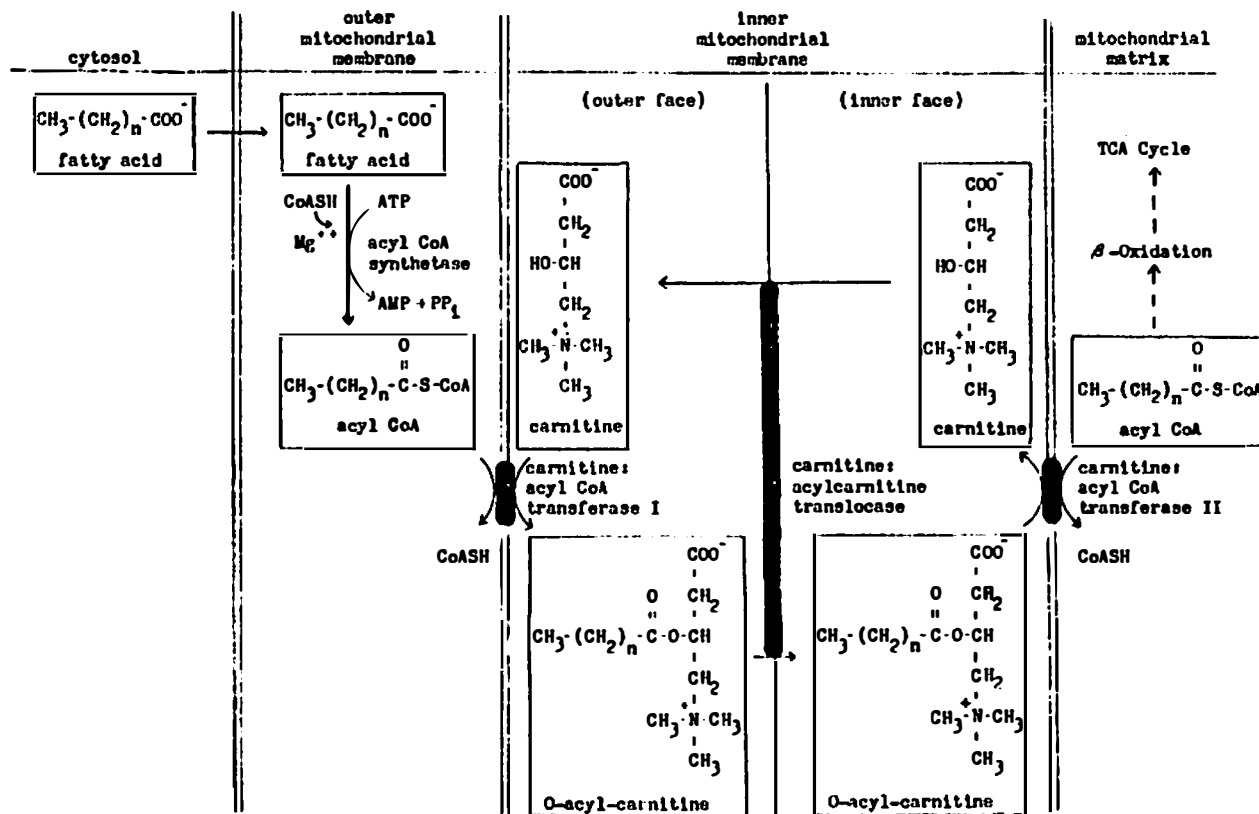 cytosol
outer
mitochondrial
membrane
inner
mitochondrial
membrane
mitochondrial
matrix
(outer face)
(inner face)
CH3-(CH2)n-COO-
fatty acid
CH3-(CH2)n-COO-
fatty acid
CoASH
ATP
Mg++
acyl CoA
synthetase
AMP + PPi
O
"
CH3-(CH2)n-C-S-CoA
acyl CoA
COO-
CH2
HO-CH
CH2
+
CH3-N-CH3
CH3
carnitine
COO-
CH2
HO-CH
CH2
+
CH3-N-CH3
CH3
carnitine
TCA Cycle
β-Oxidation
O
"
CH3-(CH2)n-C-S-CoA
acyl CoA
carnitine:
acyl CoA
transferase I
CoASH
carnitine:
acylcarnitine
translocase
carnitine:
acyl CoA
transferase II
CoASH
COO-
O CH2
"
CH3-(CH2)n-C-O-CH
CH2
+
CH3-N-CH3
CH3
O-acyl-carnitine
COO-
O CH2
"
CH3-(CH2)n-C-O-CH
CH2
+
CH3-N-CH3
CH3
O-acyl-carnitine